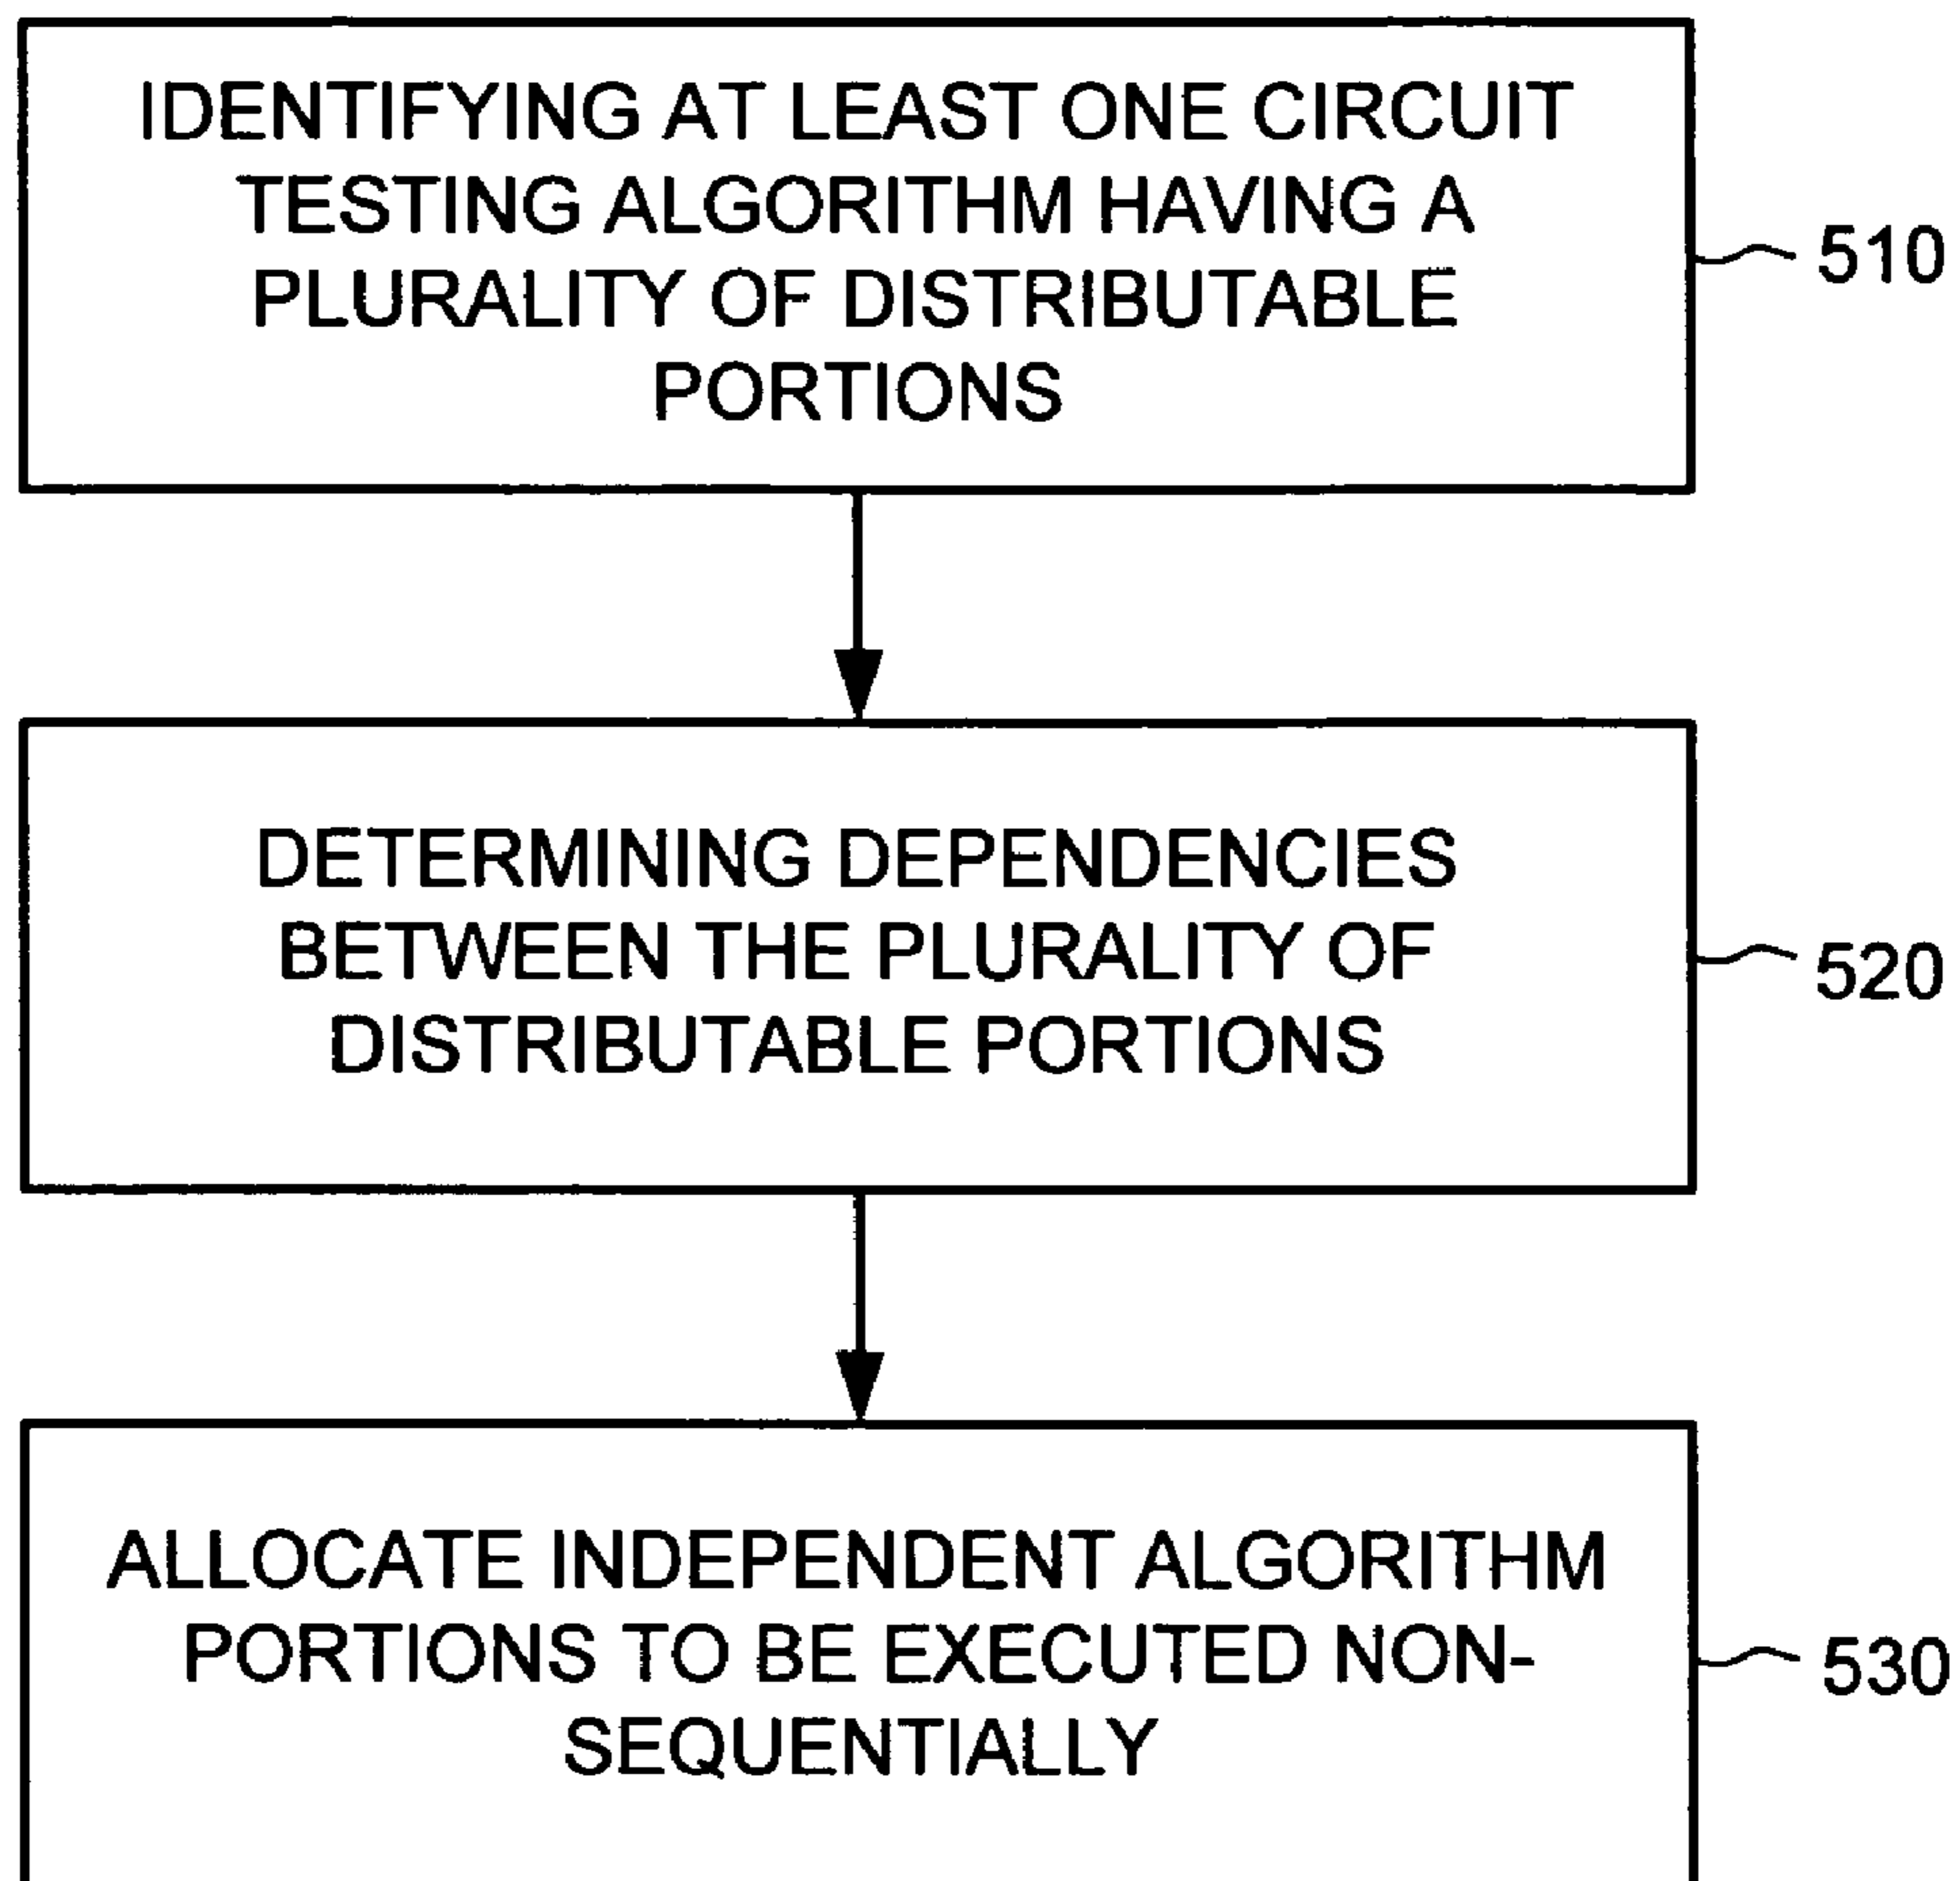 IDENTIFYING AT LEAST ONE CIRCUIT
TESTING ALGORITHM HAVING A
PLURALITY OF DISTRIBUTABLE
PORTIONS
510
DETERMINING DEPENDENCIES
BETWEEN THE PLURALITY OF
DISTRIBUTABLE PORTIONS
520
ALLOCATE INDEPENDENT ALGORITHM
PORTIONS TO BE EXECUTED NON-
SEQUENTIALLY
530